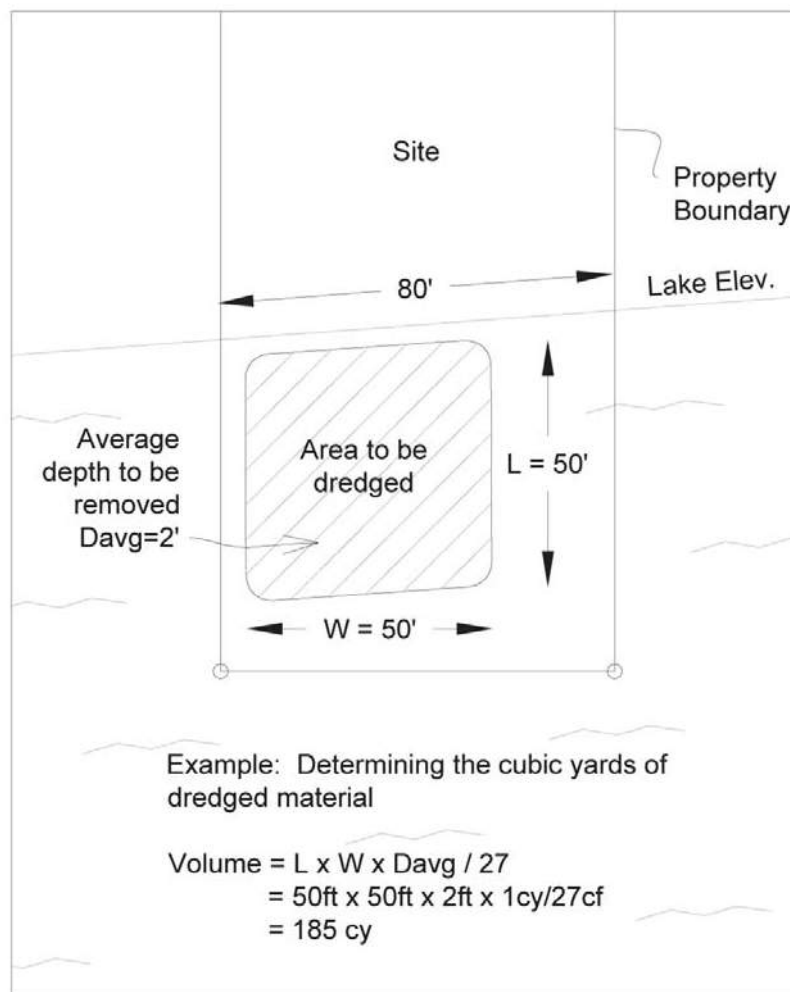 Site
Property
Boundary
80'
Lake Elev.
Average
depth to be
removed
Davg=2'
Area to be
dredged
L = 50'
W = 50'
Example:  Determining the cubic yards of
dredged material
Volume = L x W x Davg / 27
= 50ft x 50ft x 2ft x 1cy/27cf
= 185 cy